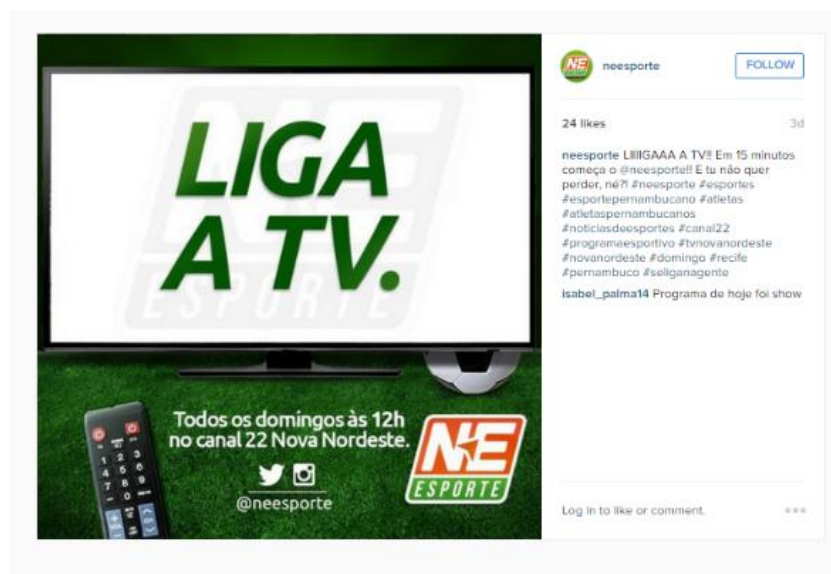 LIGA
A TV.
NE
ESPORTE
Todos os domingos às 12h
no canal 22 Nova Nordeste.
@neesporte
NE
ESPORTE
neesporte
FOLLOW
24 likes
3d
neesporte LIIIIGAAA A TV!! Em 15 minutos
começa o @neesporte!! E tu não quer
perder, né?! #neesporte #esportes
#esportepernambucano #atletas
#atletaspernambucanos
#noticiasdeesportes #canal22
#programaesportivo #tvnovanordeste
#novanordeste #domingo #recife
#pernambuco #seliganagente
isabel_palma14 Programa de hoje foi show
Log in to like or comment.